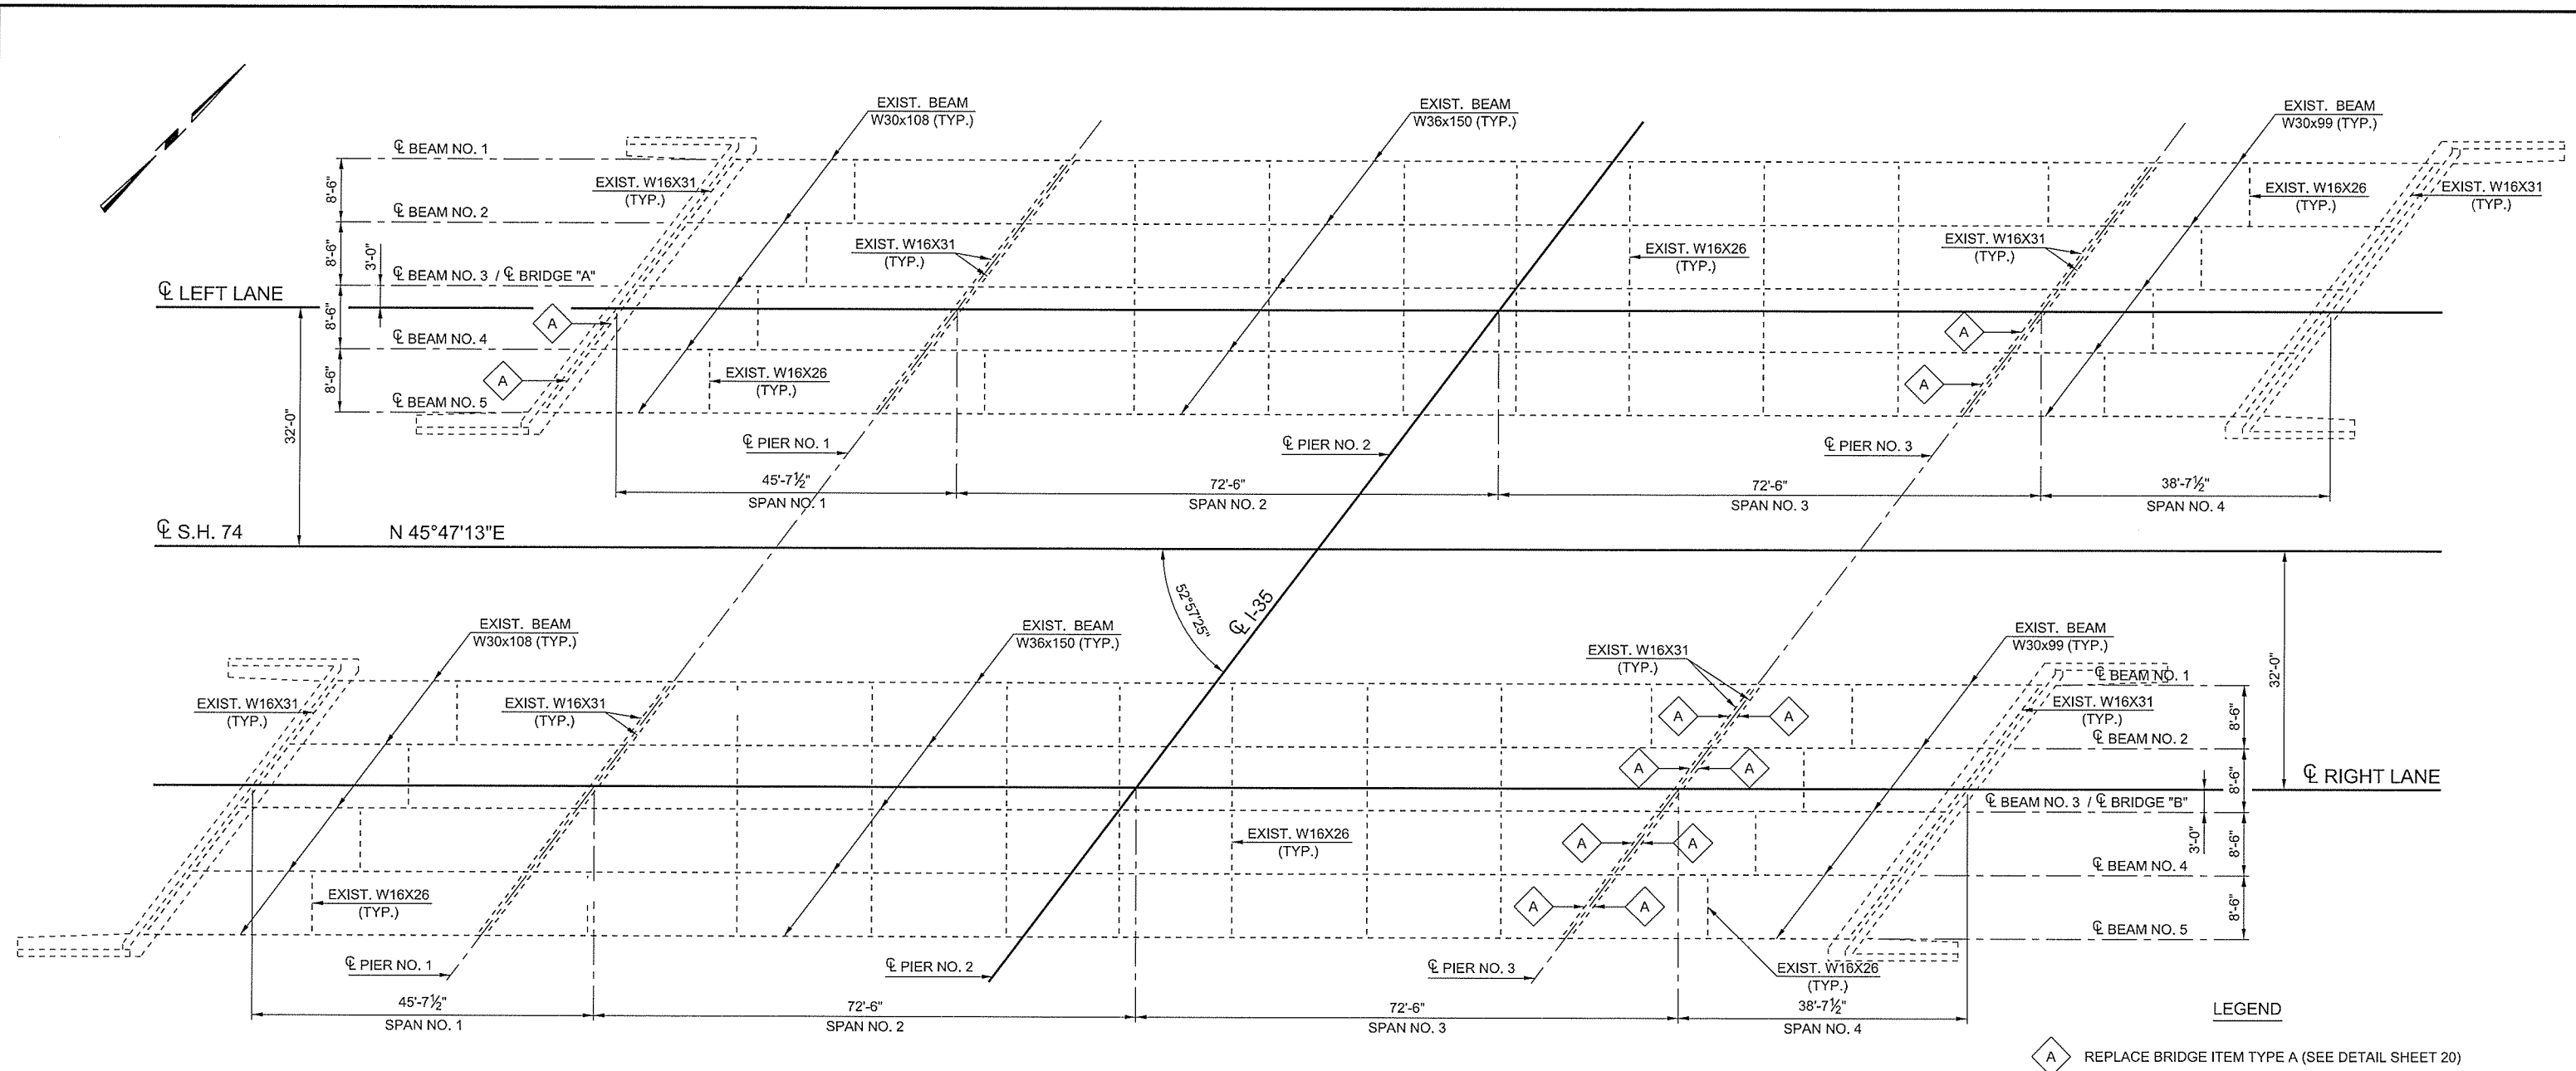 EXIST. BEAM
W30x108 (TYP.)
EXIST. BEAM
W36x150 (TYP.)
EXIST. BEAM
W30x99 (TYP.)
℄ BEAM NO. 1
EXIST. W16X31
(TYP.)
8'-6"
EXIST. W16X26
(TYP.)
EXIST. W16X31
(TYP.)
℄ BEAM NO. 2
8'-6"
3'-0"
EXIST. W16X31
(TYP.)
EXIST. W16X26
(TYP.)
EXIST. W16X31
(TYP.)
℄ BEAM NO. 3 / ℄ BRIDGE "A"
℄ LEFT LANE
8'-6"
A
A
℄ BEAM NO. 4
A
EXIST. W16X26
(TYP.)
A
8'-6"
℄ BEAM NO. 5
32'-0"
℄ PIER NO. 1
℄ PIER NO. 2
℄ PIER NO. 3
45'-7½"
SPAN NO. 1
72'-6"
SPAN NO. 2
72'-6"
SPAN NO. 3
38'-7½"
SPAN NO. 4
℄ S.H. 74
N 45°47'13"E
52°57'25"
℄ I-35
EXIST. BEAM
W30x108 (TYP.)
EXIST. BEAM
W36x150 (TYP.)
EXIST. BEAM
W30x99 (TYP.)
EXIST. W16X31
(TYP.)
EXIST. W16X31
(TYP.)
EXIST. W16X31
(TYP.)
32'-0"
℄ BEAM NO. 1
EXIST. W16X31
(TYP.)
A
A
8'-6"
℄ BEAM NO. 2
A
A
8'-6"
℄ RIGHT LANE
℄ BEAM NO. 3 / ℄ BRIDGE "B"
3'-0"
EXIST. W16X26
(TYP.)
A
A
8'-6"
℄ BEAM NO. 4
EXIST. W16X26
(TYP.)
A
A
8'-6"
℄ BEAM NO. 5
℄ PIER NO. 1
℄ PIER NO. 2
℄ PIER NO. 3
EXIST. W16X26
(TYP.)
45'-7½"
SPAN NO. 1
72'-6"
SPAN NO. 2
72'-6"
SPAN NO. 3
38'-7½"
SPAN NO. 4
LEGEND
A REPLACE BRIDGE ITEM TYPE A (SEE DETAIL SHEET 20)